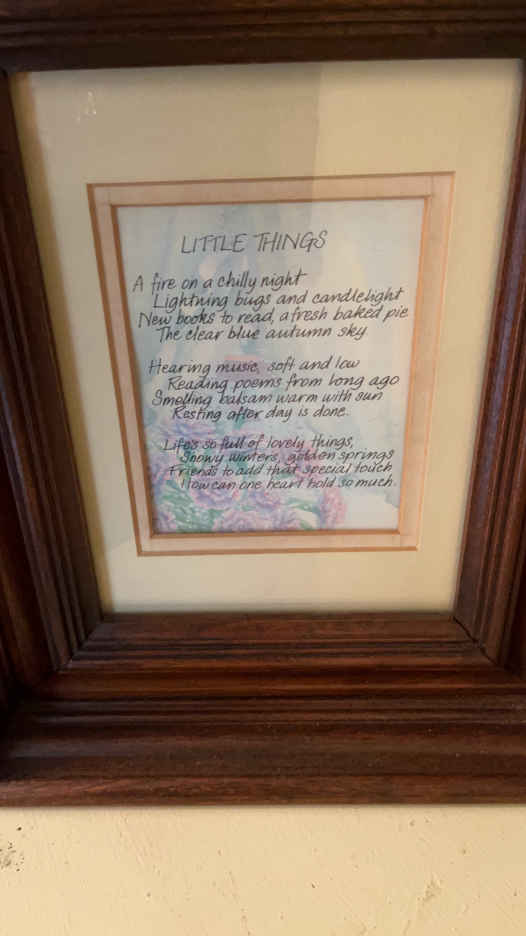 LITTLE THINGS
A fire on a chilly night
Lightning bugs and candlelight
New books to read, a fresh baked pie
The clear blue autumn sky
Hearing music, soft and low
Reading poems from long ago
Smelling balsam warm with sun
Resting after day is done.
Life's so full of lovely things,
Snowy winters, golden springs
Friends to add that special touch
How can one heart hold so much.